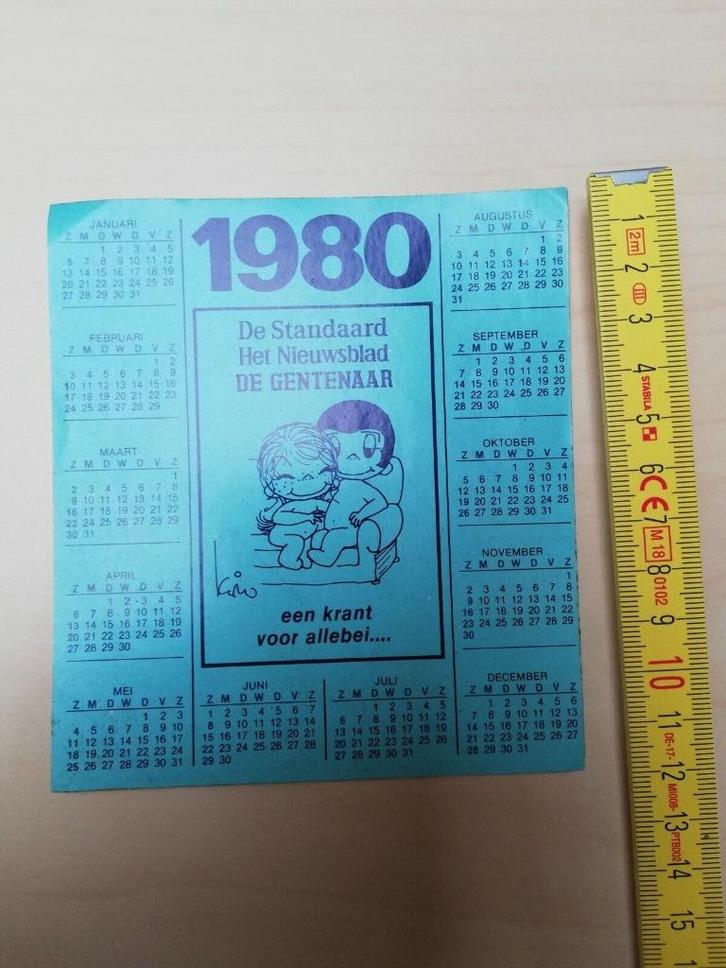 1980
De Standaard
Het Nieuwsblad
DE GENTENAAR
Kim
een krant
voor allebei....
JANUARI
Z M D W D V Z
1 2 3 4 5
6 7 8 9 10 11 12
13 14 15 16 17 18 19
20 21 22 23 24 25 26
27 28 29 30 31
FEBRUARI
Z M D W D V Z
1 2
3 4 5 6 7 8 9
10 11 12 13 14 15 16
17 18 19 20 21 22 23
24 25 26 27 28 29
MAART
Z M D W D V Z
1
2 3 4 5 6 7 8
9 10 11 12 13 14 15
16 17 18 19 20 21 22
23 24 25 26 27 28 29
30 31
APRIL
Z M D W D V Z
1 2 3 4 5
6 7 8 9 10 11 12
13 14 15 16 17 18 19
20 21 22 23 24 25 26
27 28 29 30
MEI
Z M D W D V Z
1 2 3
4 5 6 7 8 9 10
11 12 13 14 15 16 17
18 19 20 21 22 23 24
25 26 27 28 29 30 31
JUNI
Z M D W D V Z
1 2 3 4 5 6 7
8 9 10 11 12 13 14
15 16 17 18 19 20 21
22 23 24 25 26 27 28
29 30
JULI
Z M D W D V Z
1 2 3 4 5
6 7 8 9 10 11 12
13 14 15 16 17 18 19
20 21 22 23 24 25 26
27 28 29 30 31
AUGUSTUS
Z M D W D V Z
1 2
3 4 5 6 7 8 9
10 11 12 13 14 15 16
17 18 19 20 21 22 23
24 25 26 27 28 29 30
31
SEPTEMBER
Z M D W D V Z
1 2 3 4 5 6
7 8 9 10 11 12 13
14 15 16 17 18 19 20
21 22 23 24 25 26 27
28 29 30
OKTOBER
Z M D W D V Z
1 2 3 4
5 6 7 8 9 10 11
12 13 14 15 16 17 18
19 20 21 22 23 24 25
26 27 28 29 30 31
NOVEMBER
Z M D W D V Z
1
2 3 4 5 6 7 8
9 10 11 12 13 14 15
16 17 18 19 20 21 22
23 24 25 26 27 28 29
30
DECEMBER
Z M D W D V Z
1 2 3 4 5 6
7 8 9 10 11 12 13
14 15 16 17 18 19 20
21 22 23 24 25 26 27
28 29 30 31
1 2m 2 III 3 4 STABILA 5 6 CE 7 M18 8 0102 9 10 11 DE-17- 12 MI008- 13 PTB002 14 15